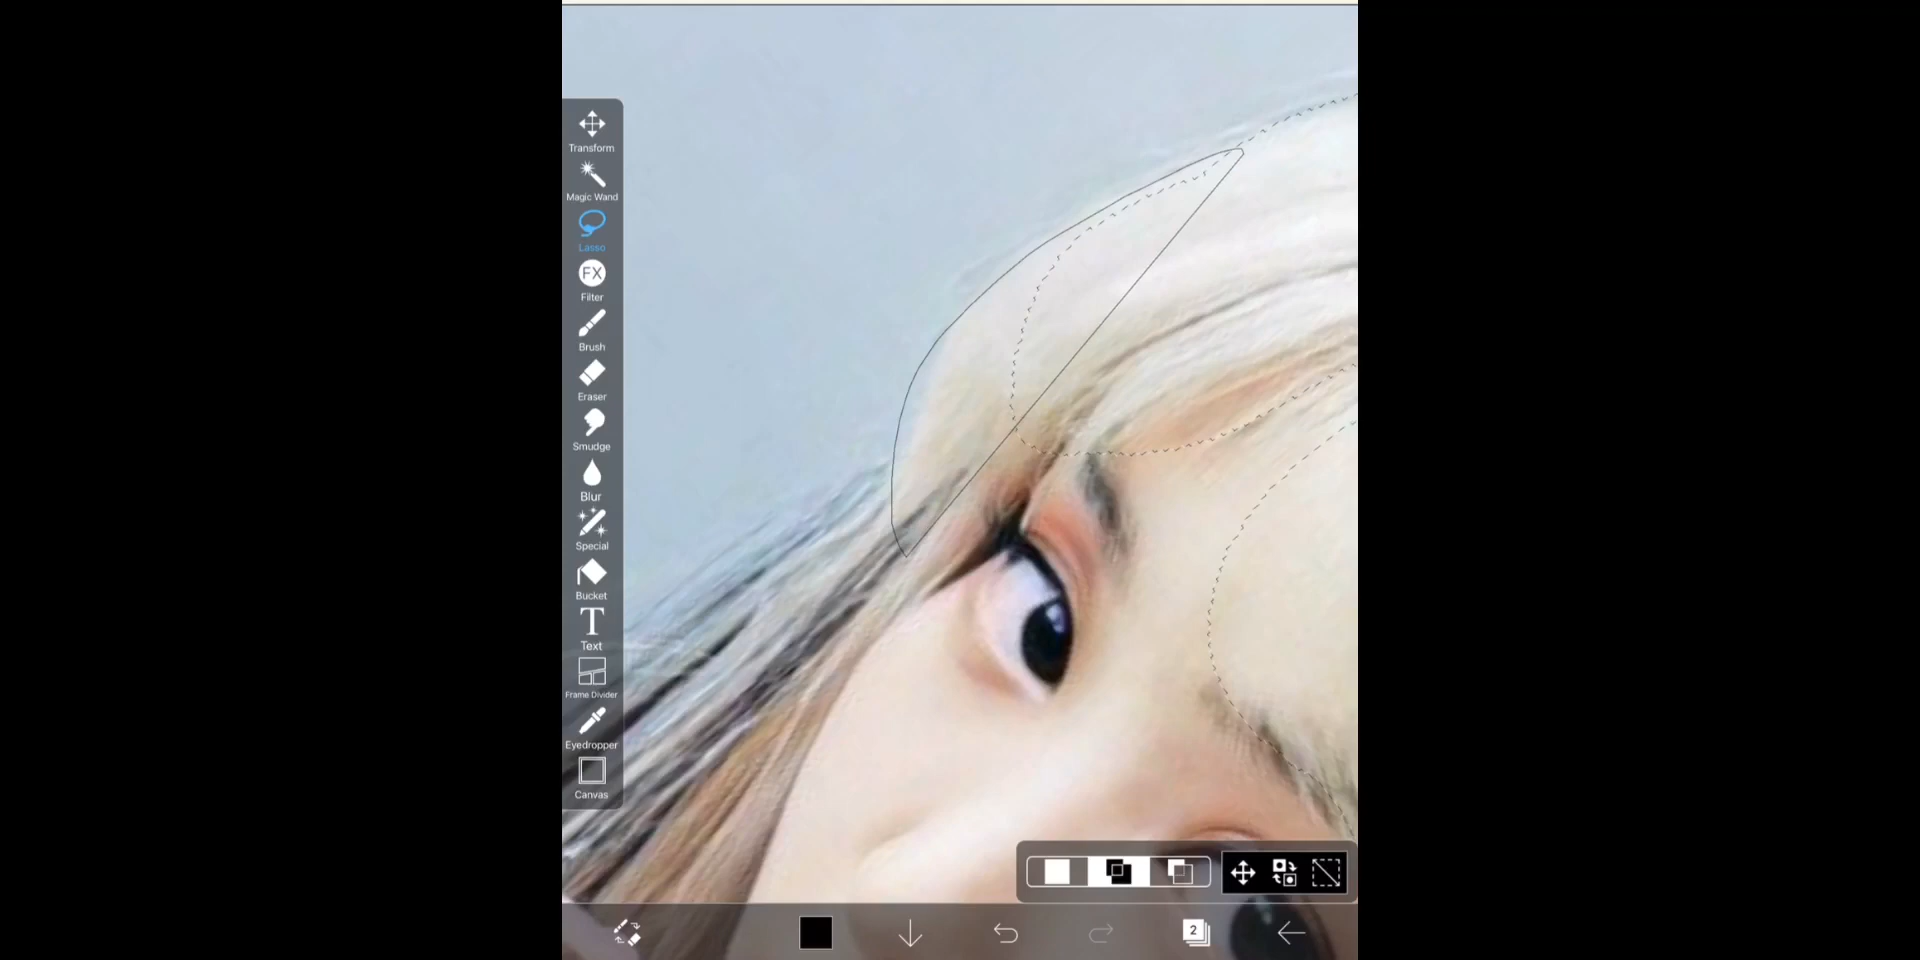 Transform
Magic Wand
Lasso
FX
Filter
Brush
Eraser
Smudge
Blur
Special
Bucket
T
Text
Frame Divider
Eyedropper
Canvas
2